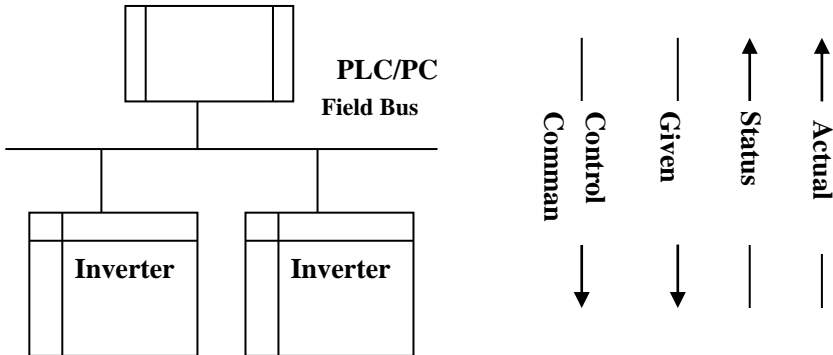 PLC/PC
Field Bus
Inverter
Inverter
Control
Comman
Given
Status
Actual